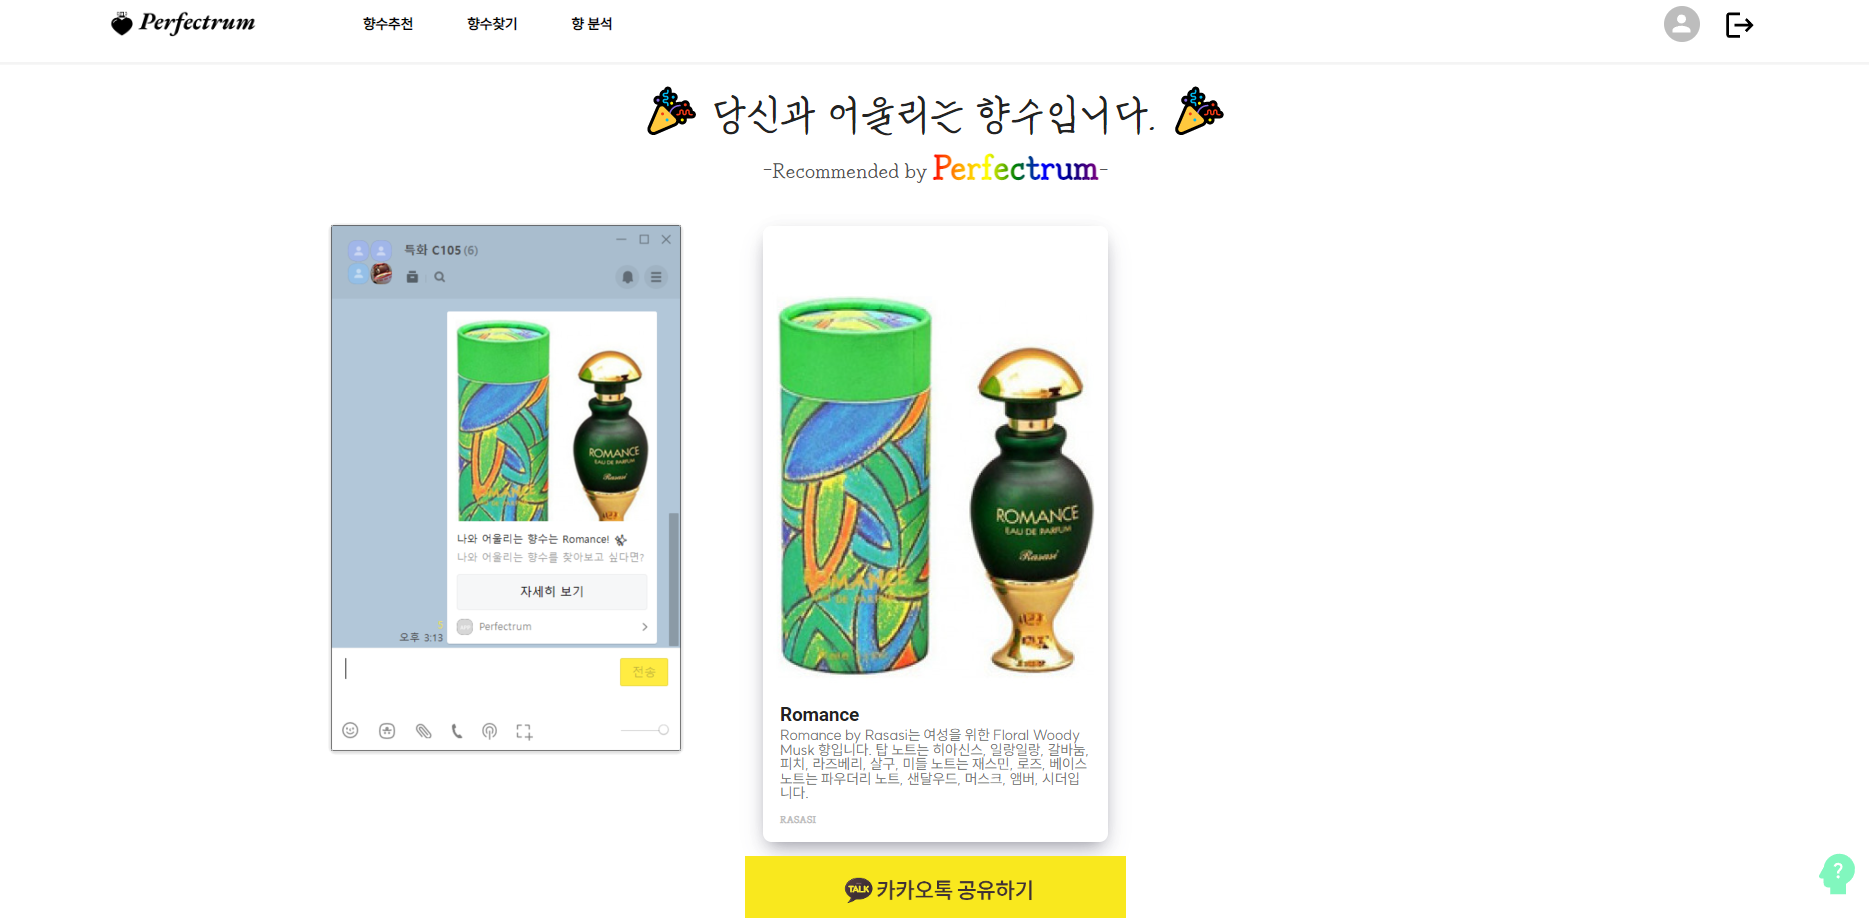 Perfectrum
향수추천
향수찾기
향 분석
당신과 어울리는 향수입니다.
-Recommended by Perfectrum-
특화 C105 (6)
ROMANCE
EAU DE PARFUM
Rasasi
나와 어울리는 향수는 Romance!
나와 어울리는 향수를 찾아보고 싶다면?
자세히 보기
Perfectrum
5
오후 3:13
전송
ROMANCE
EAU DE PARFUM
ROMANCE
EAU DE PARFUM
Rasasi
Romance
Romance by Rasasi는 여성을 위한 Floral Woody
Musk 향입니다. 탑 노트는 히아신스, 일랑일랑, 갈바눔,
피치, 라즈베리, 살구, 미들 노트는 재스민, 로즈, 베이스
노트는 파우더리 노트, 샌달우드, 머스크, 앰버, 시더입
니다.
RASASI
TALK 카카오톡 공유하기
?